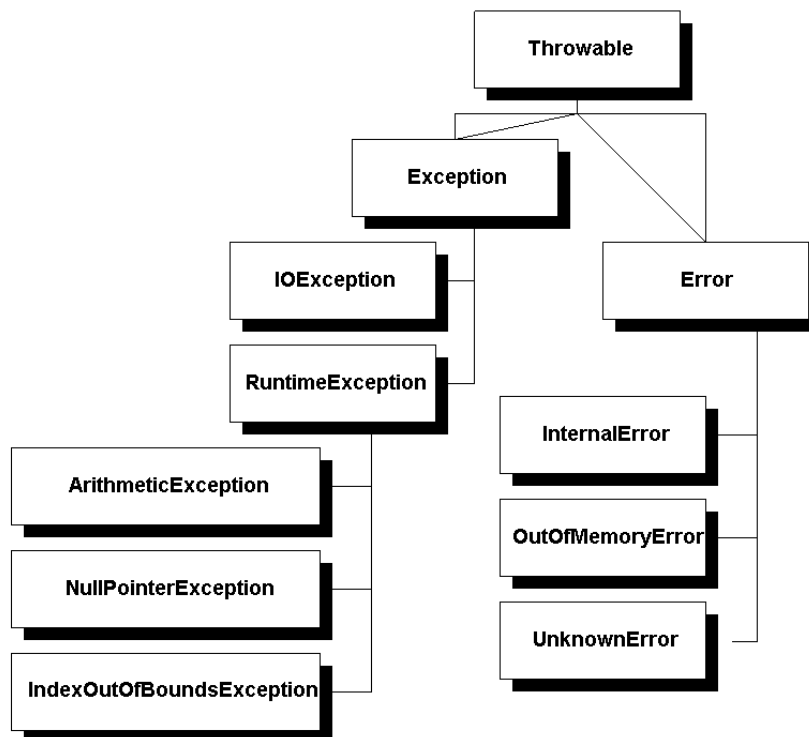 Throwable
Exception
IOException
Error
RuntimeException
InternalError
ArithmeticException
OutOfMemoryError
NullPointerException
UnknownError
IndexOutOfBoundsException